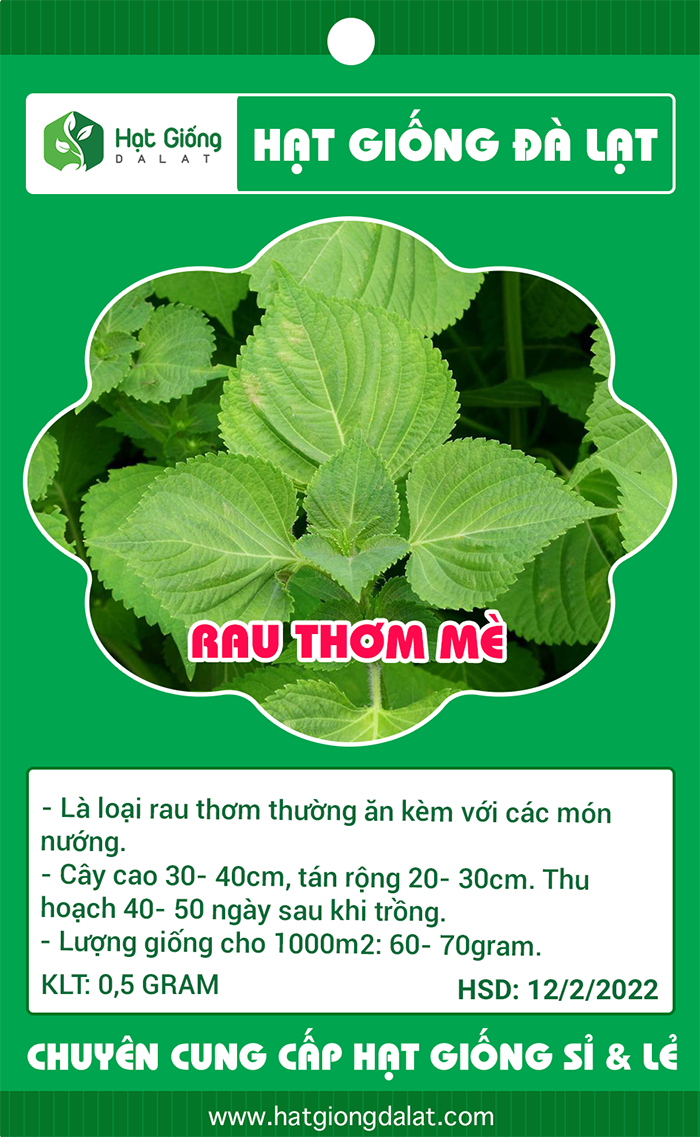 Hạt Giống
DALAT
HẠT GIỐNG ĐÀ LẠT
RAU THƠM MÈ
- Là loại rau thơm thường ăn kèm với các món
nướng.
- Cây cao 30- 40cm, tán rộng 20- 30cm. Thu
hoạch 40- 50 ngày sau khi trồng.
- Lượng giống cho 1000m2: 60- 70gram.
KLT: 0,5 GRAM
HSD: 12/2/2022
CHUYÊN CUNG CẤP HẠT GIỐNG SỈ & LẺ
www.hatgiongdalat.com